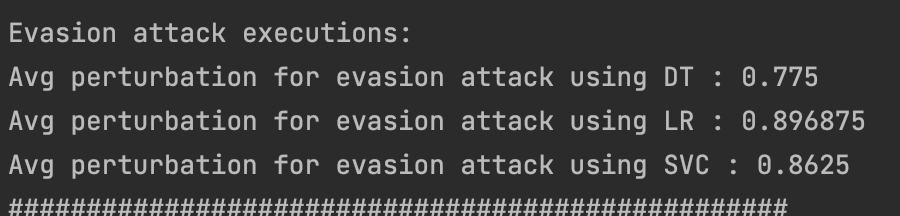 Evasion attack executions:
Avg perturbation for evasion attack using DT : 0.775
Avg perturbation for evasion attack using LR : 0.896875
Avg perturbation for evasion attack using SVC : 0.8625
##################################################